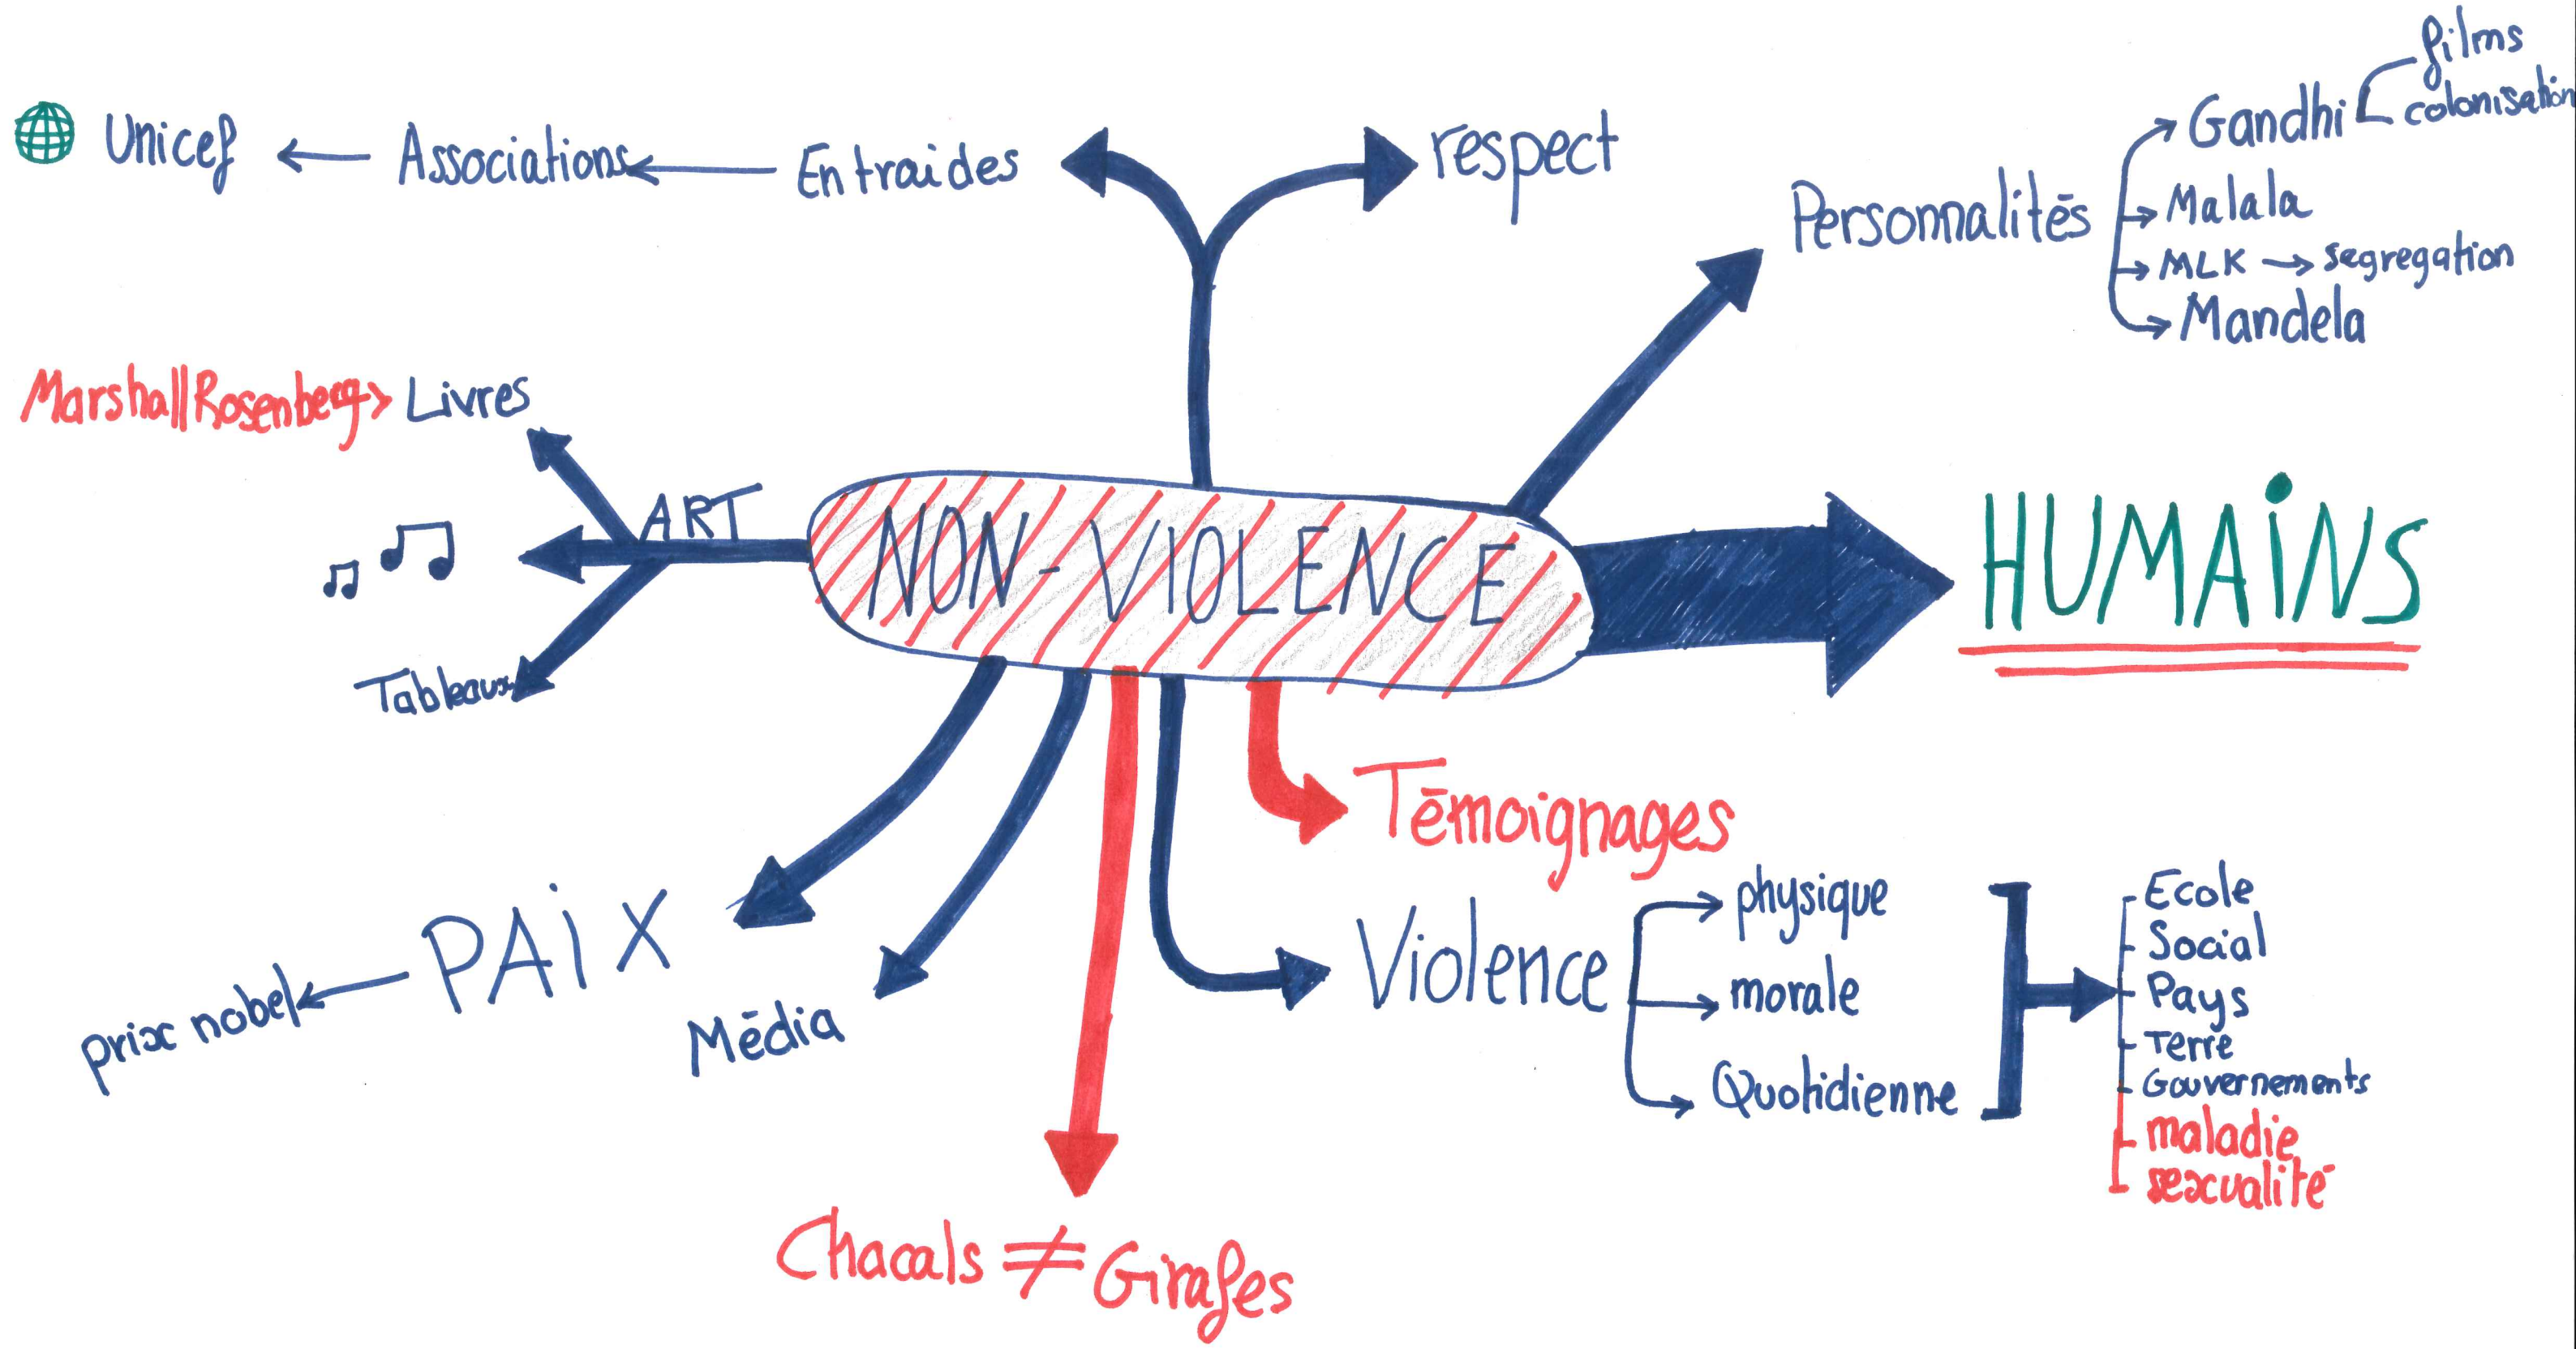 films
Gandhi
colonisation
Unicef
Associations
Entraides
respect
Personnalités
Malala
MLK → segregation
Mandela
Marshall Rosenberg > Livres
ART
NON-VIOLENCE
HUMAiNS
Tableaux
Témoignages
PAiX
prix nobel
Média
Violence
physique
morale
Quotidienne
Ecole
Social
Pays
Terre
Gouvernements
maladie
sexualité
Chacals ≠ Girafes